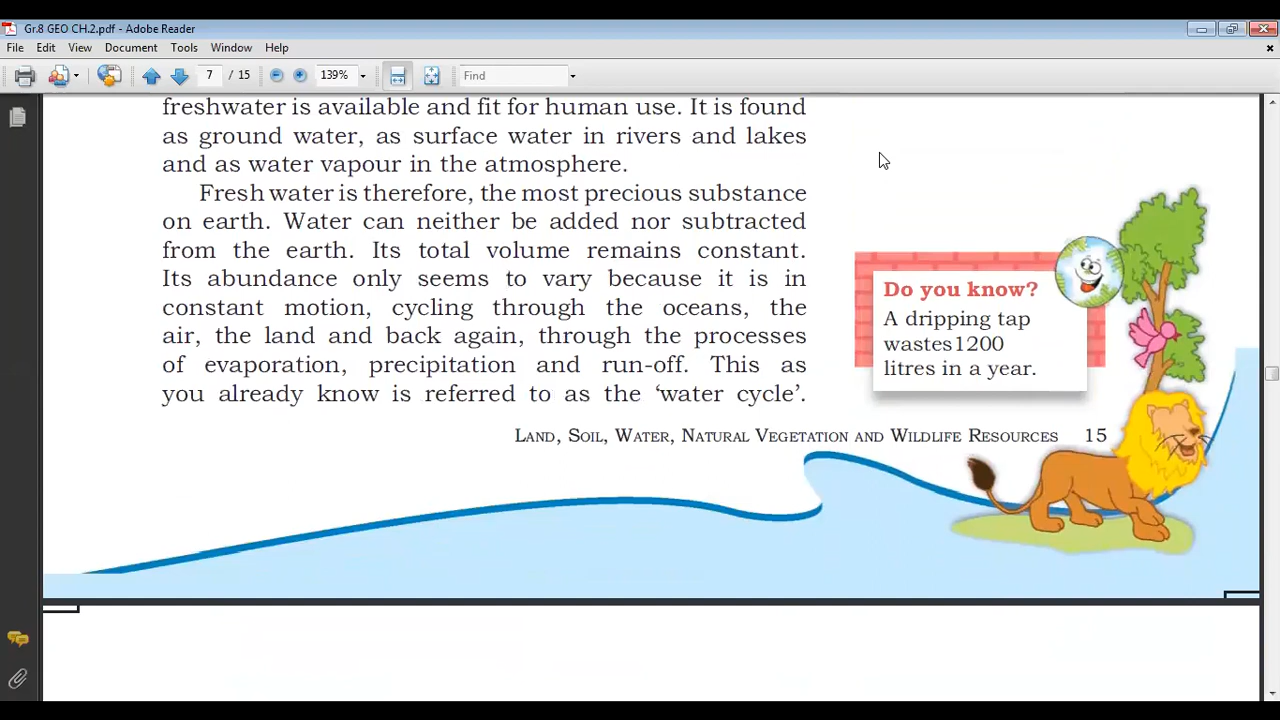 Gr.8 GEO CH.2.pdf - Adobe Reader
File Edit View Document Tools Window Help
7 / 15 139% Find
freshwater is available and fit for human use. It is found
as ground water, as surface water in rivers and lakes
and as water vapour in the atmosphere.
Fresh water is therefore, the most precious substance
on earth. Water can neither be added nor subtracted
from the earth. Its total volume remains constant.
Its abundance only seems to vary because it is in
constant motion, cycling through the oceans, the
air, the land and back again, through the processes
of evaporation, precipitation and run-off. This as
you already know is referred to as the ‘water cycle’.
Do you know?
A dripping tap
wastes1200
litres in a year.
Land, Soil, Water, Natural Vegetation and Wildlife Resources 15